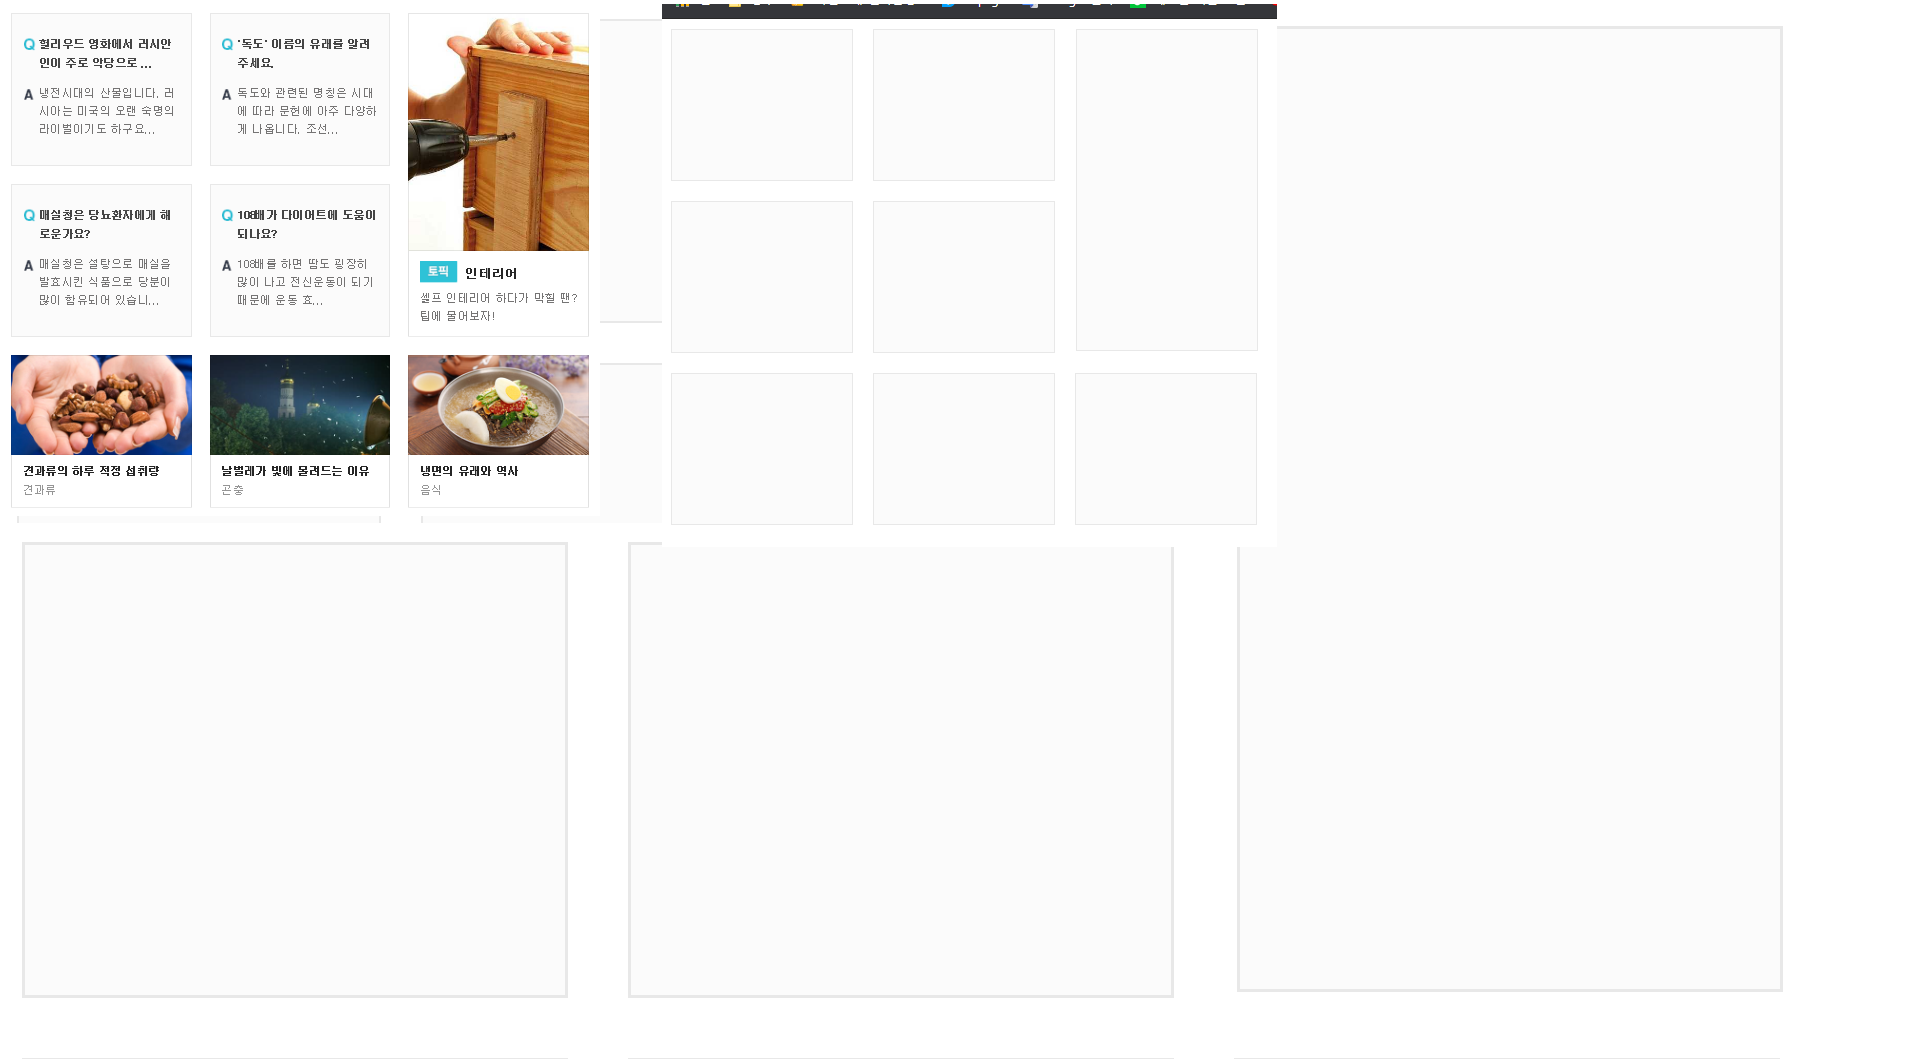 Q 헐리우드 영화에서 러시안
인이 주로 악당으로 ...
A 냉전시대의 산물입니다. 러
시아는 미국의 오랜 숙명의
라이벌이기도 하구요...
Q '독도' 이름의 유래를 알려
주세요.
A 독도와 관련된 명칭은 시대
에 따라 문헌에 아주 다양하
게 나옵니다. 조선...
Q 매실청은 당뇨환자에게 해
로운가요?
A 매실청은 설탕으로 매실을
발효시킨 식품으로 당분이
많이 함유되어 있습니...
Q 108배가 다이어트에 도움이
되나요?
A 108배를 하면 땀도 굉장히
많이 나고 전신운동이 되기
때문에 운동 효...
토픽 인테리어
셀프 인테리어 하다가 막힐 땐?
팁에 물어보자!
견과류의 하루 적정 섭취량
견과류
날벌레가 빛에 몰려드는 이유
곤충
냉면의 유래와 역사
음식